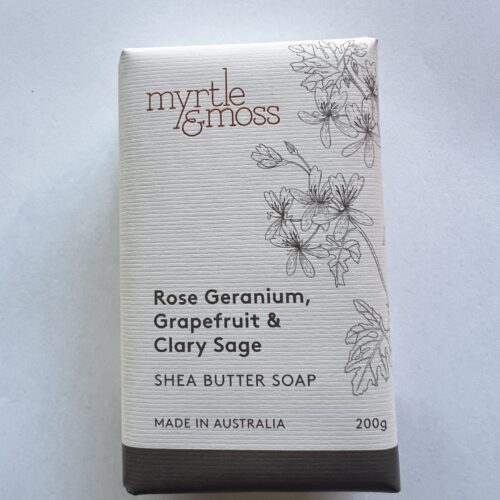 myrtle
&moss
Rose Geranium,
Grapefruit &
Clary Sage
SHEA BUTTER SOAP
MADE IN AUSTRALIA 200g